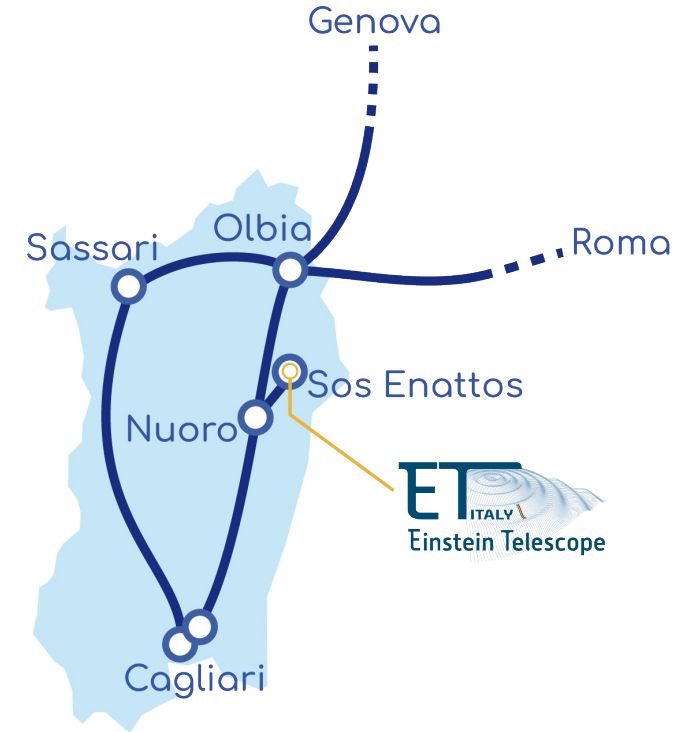 Genova
Olbia
Roma
Sassari
Sos Enattos
Nuoro
ET
ITALY
Einstein Telescope
Cagliari